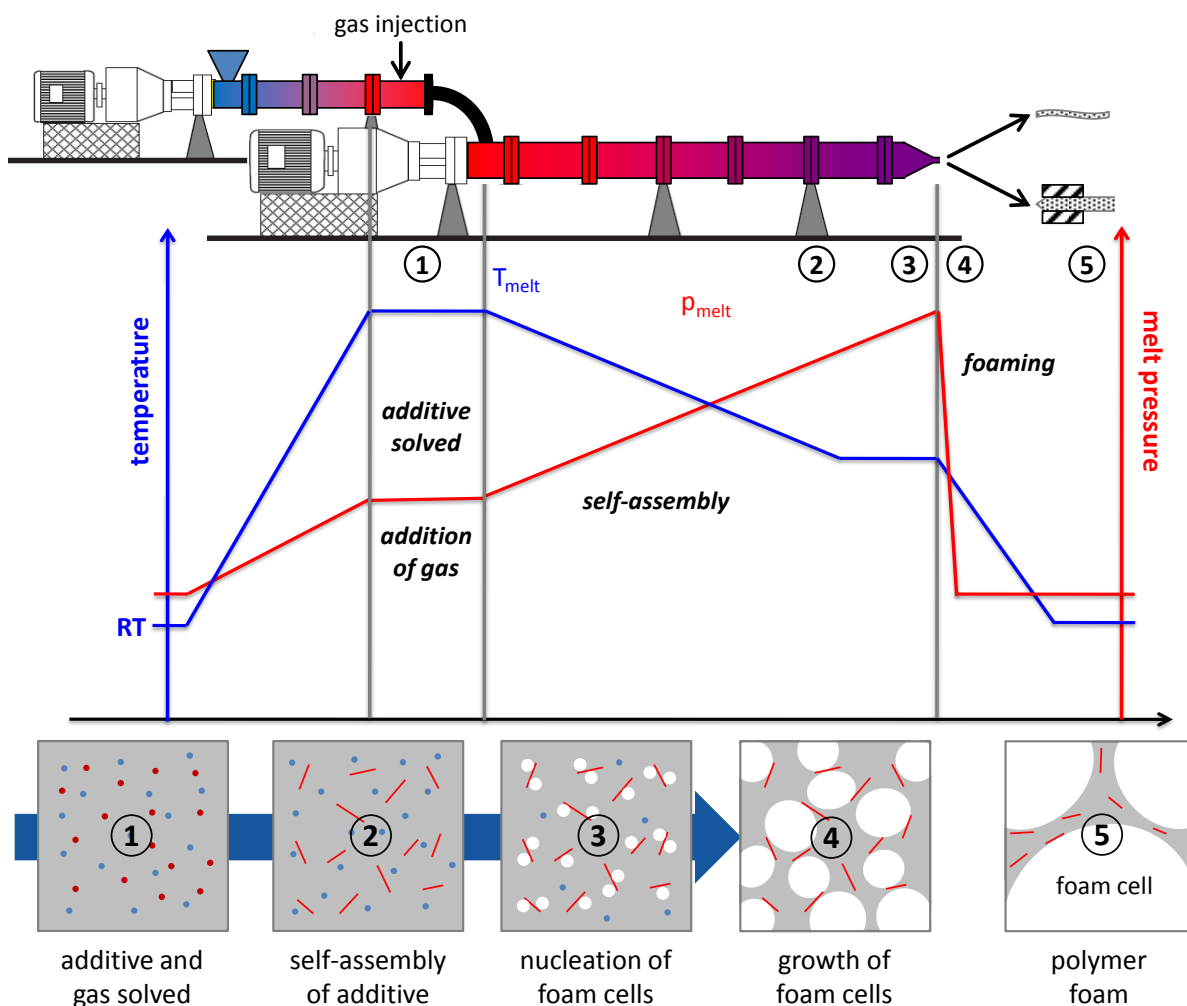 gas injection
1
2
3
4
5
T melt
p melt
temperature
melt pressure
foaming
additive
solved
self-assembly
addition
of gas
RT
1
2
3
4
5
foam cell
additive and
gas solved
self-assembly
of additive
nucleation of
foam cells
growth of
foam cells
polymer
foam